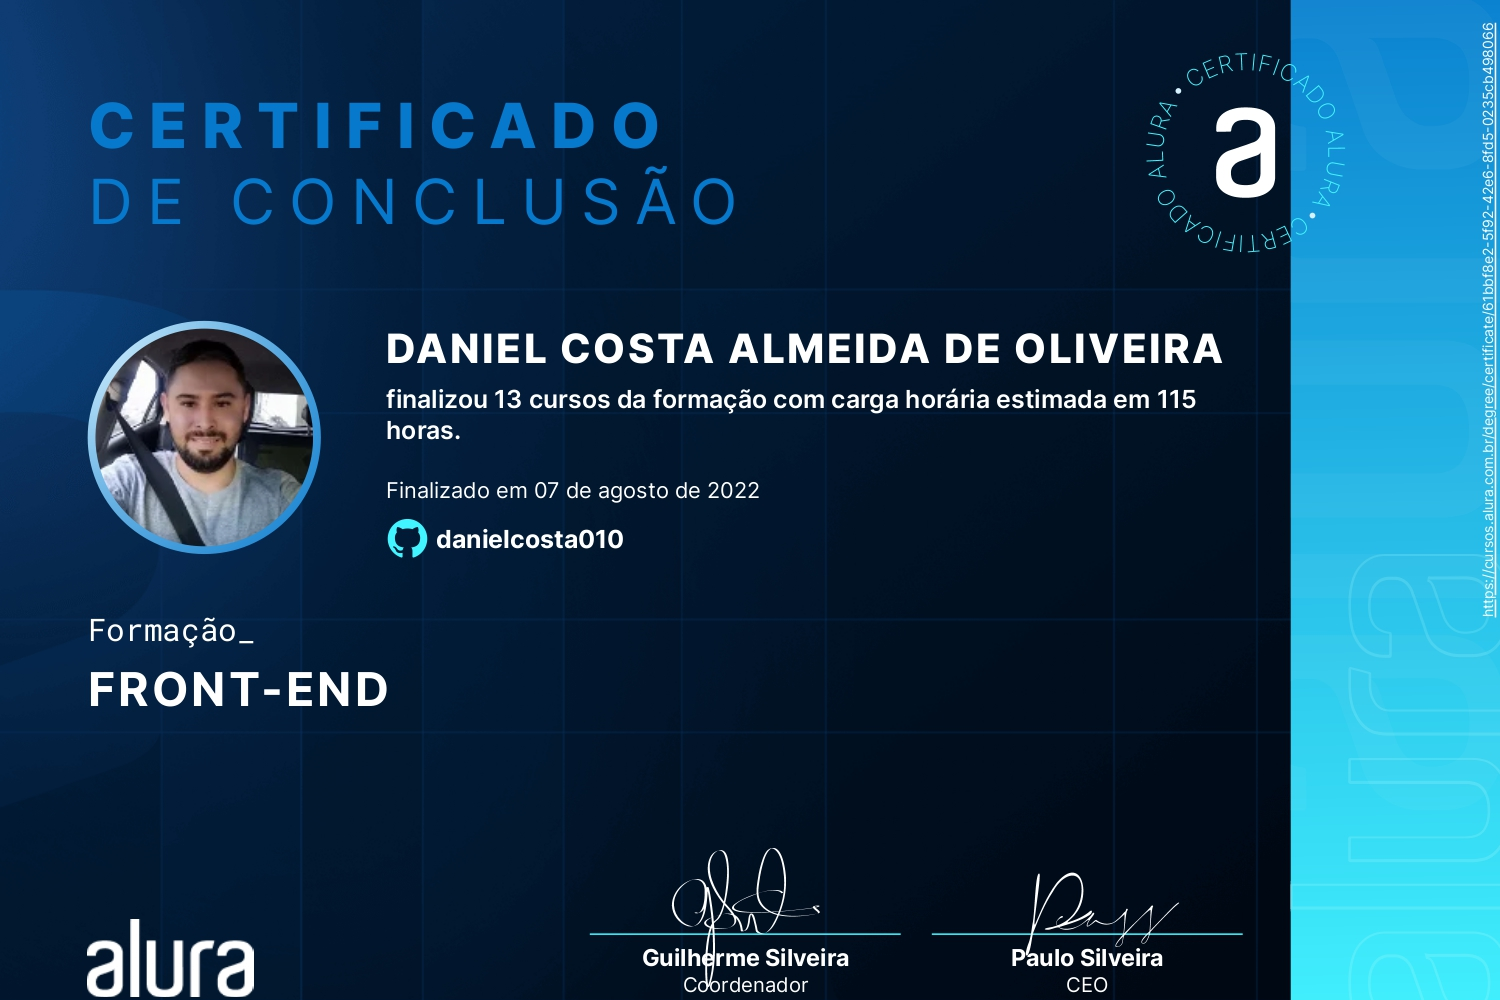 CERTIFICADO
DE CONCLUSÃO
CERTIFICADO ALURA • CERTIFICADO ALURA •
a
DANIEL COSTA ALMEIDA DE OLIVEIRA
finalizou 13 cursos da formação com carga horária estimada em 115
horas.
Finalizado em 07 de agosto de 2022
danielcosta010
Formação_
FRONT-END
alura
Guilherme Silveira
Coordenador
Paulo Silveira
CEO
https://cursos.alura.com.br/degree/certificate/61bbf8e2-5f92-42e6-8fd5-0235cb498066
alura